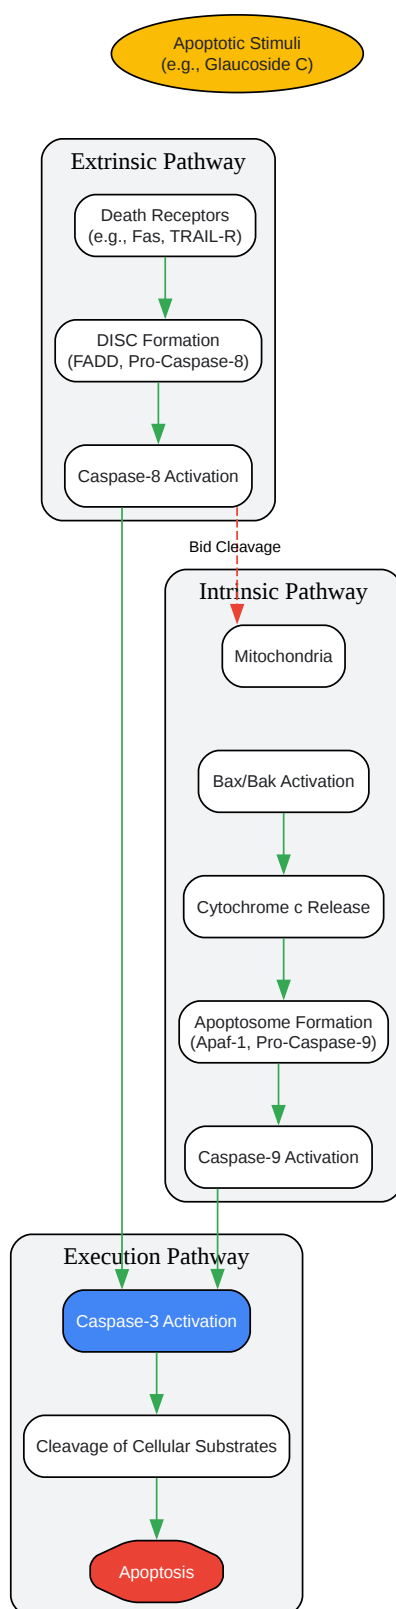 Apoptotic Stimuli
(e.g., Glaucoside C)
Extrinsic Pathway
Death Receptors
(e.g., Fas, TRAIL-R)
DISC Formation
(FADD, Pro-Caspase-8)
Caspase-8 Activation
Bid Cleavage
Intrinsic Pathway
Mitochondria
Bax/Bak Activation
Cytochrome c Release
Apoptosome Formation
(Apaf-1, Pro-Caspase-9)
Caspase-9 Activation
Execution Pathway
Caspase-3 Activation
Cleavage of Cellular Substrates
Apoptosis